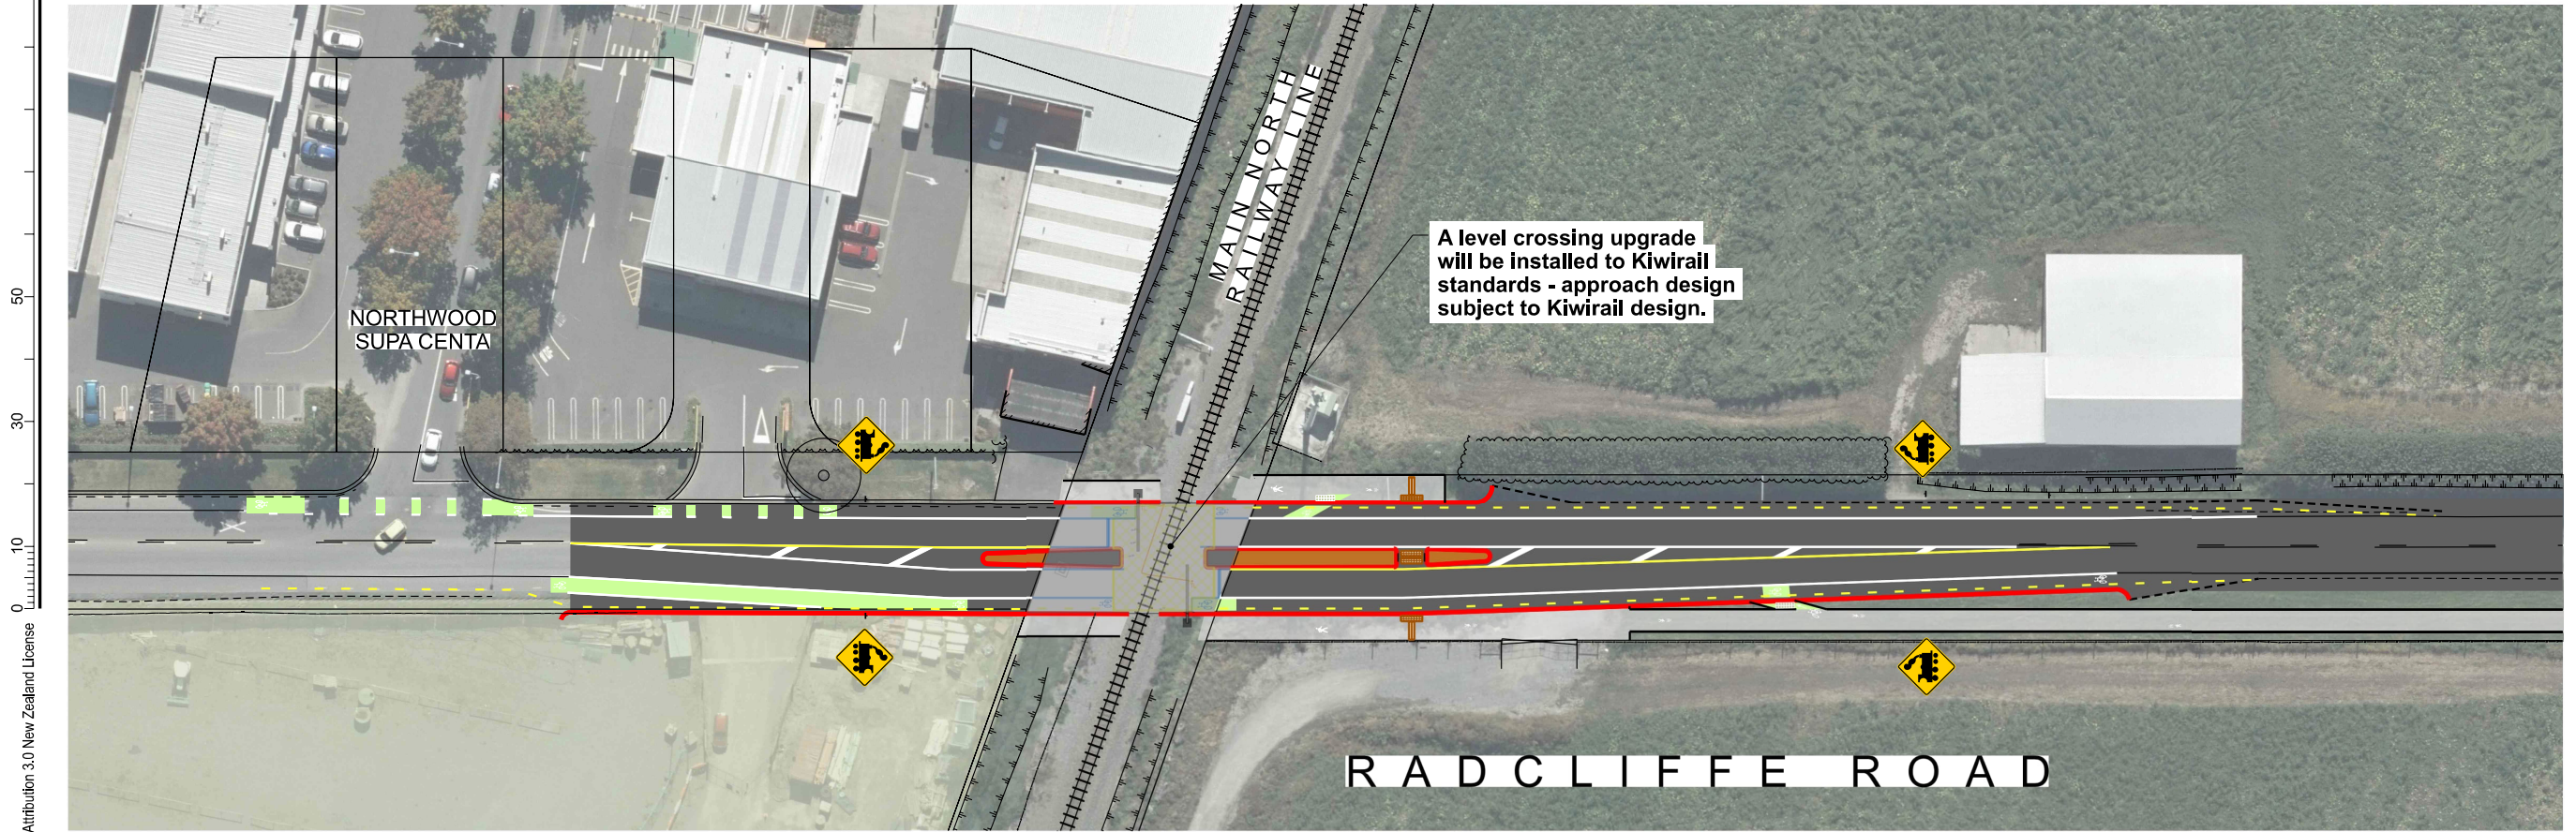 NORTHWOOD
SUPA CENTA
MAIN NORTH
RAILWAY LINE
A level crossing upgrade
will be installed to Kiwirail
standards - approach design
subject to Kiwirail design.
RADCLIFFE ROAD
50
30
10
0
Attribution 3.0 New Zealand License